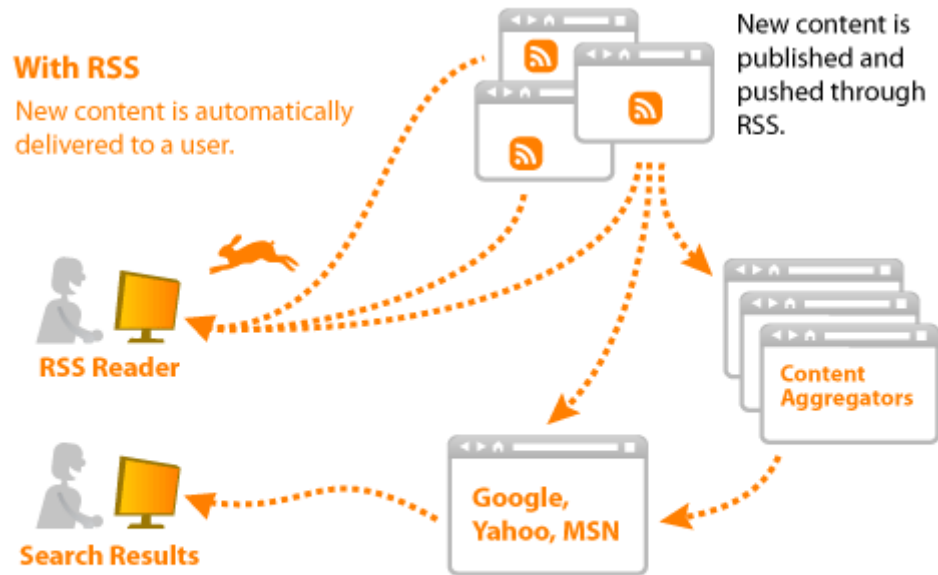 With RSS
New content is automatically
delivered to a user.
New content is
published and
pushed through
RSS.
RSS Reader
Content
Aggregators
Google,
Yahoo, MSN
Search Results